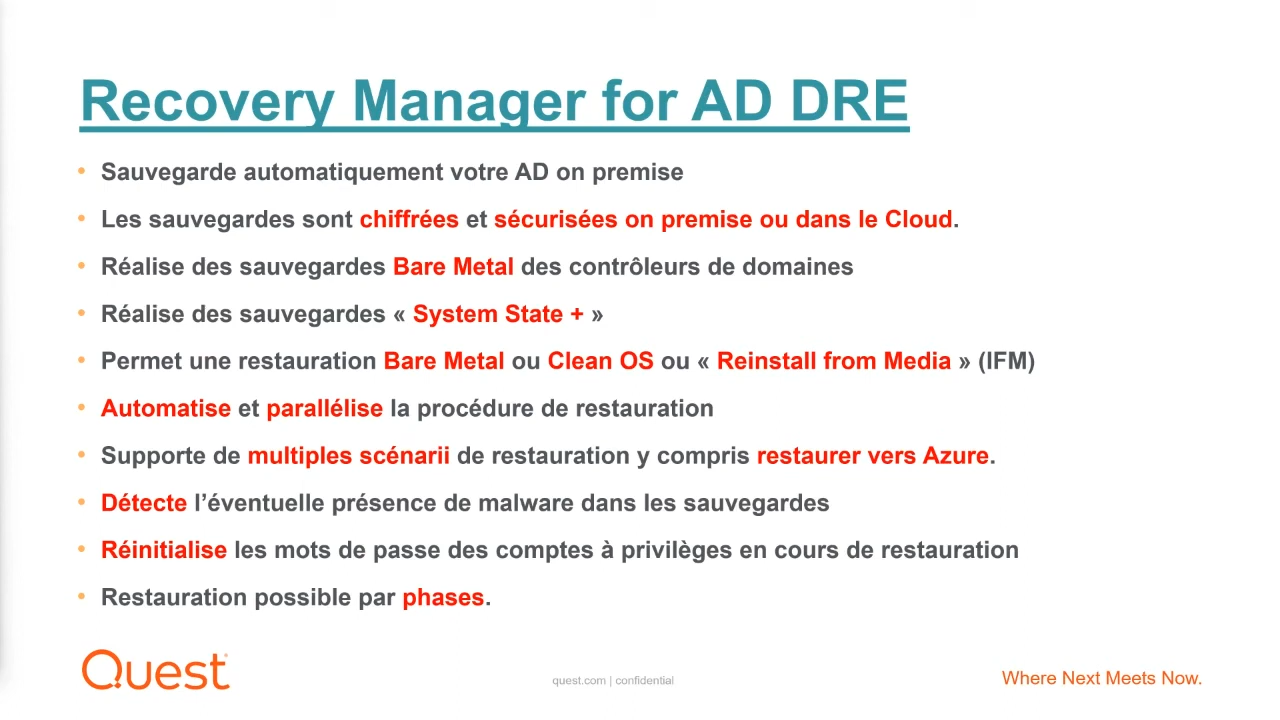 Recovery Manager for AD DRE
• Sauvegarde automatiquement votre AD on premise
• Les sauvegardes sont chiffrées et sécurisées on premise ou dans le Cloud.
• Réalise des sauvegardes Bare Metal des contrôleurs de domaines
• Réalise des sauvegardes « System State + »
• Permet une restauration Bare Metal ou Clean OS ou « Reinstall from Media » (IFM)
• Automatise et parallélise la procédure de restauration
• Supporte de multiples scénarii de restauration y compris restaurer vers Azure.
• Détecte l’éventuelle présence de malware dans les sauvegardes
• Réinitialise les mots de passe des comptes à privilèges en cours de restauration
• Restauration possible par phases.
Quest
quest.com | confidential
Where Next Meets Now.